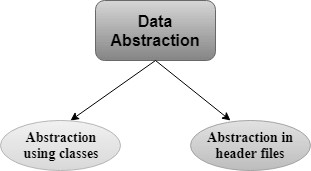 Data
Abstraction
Abstraction
using classes
Abstraction in
header files